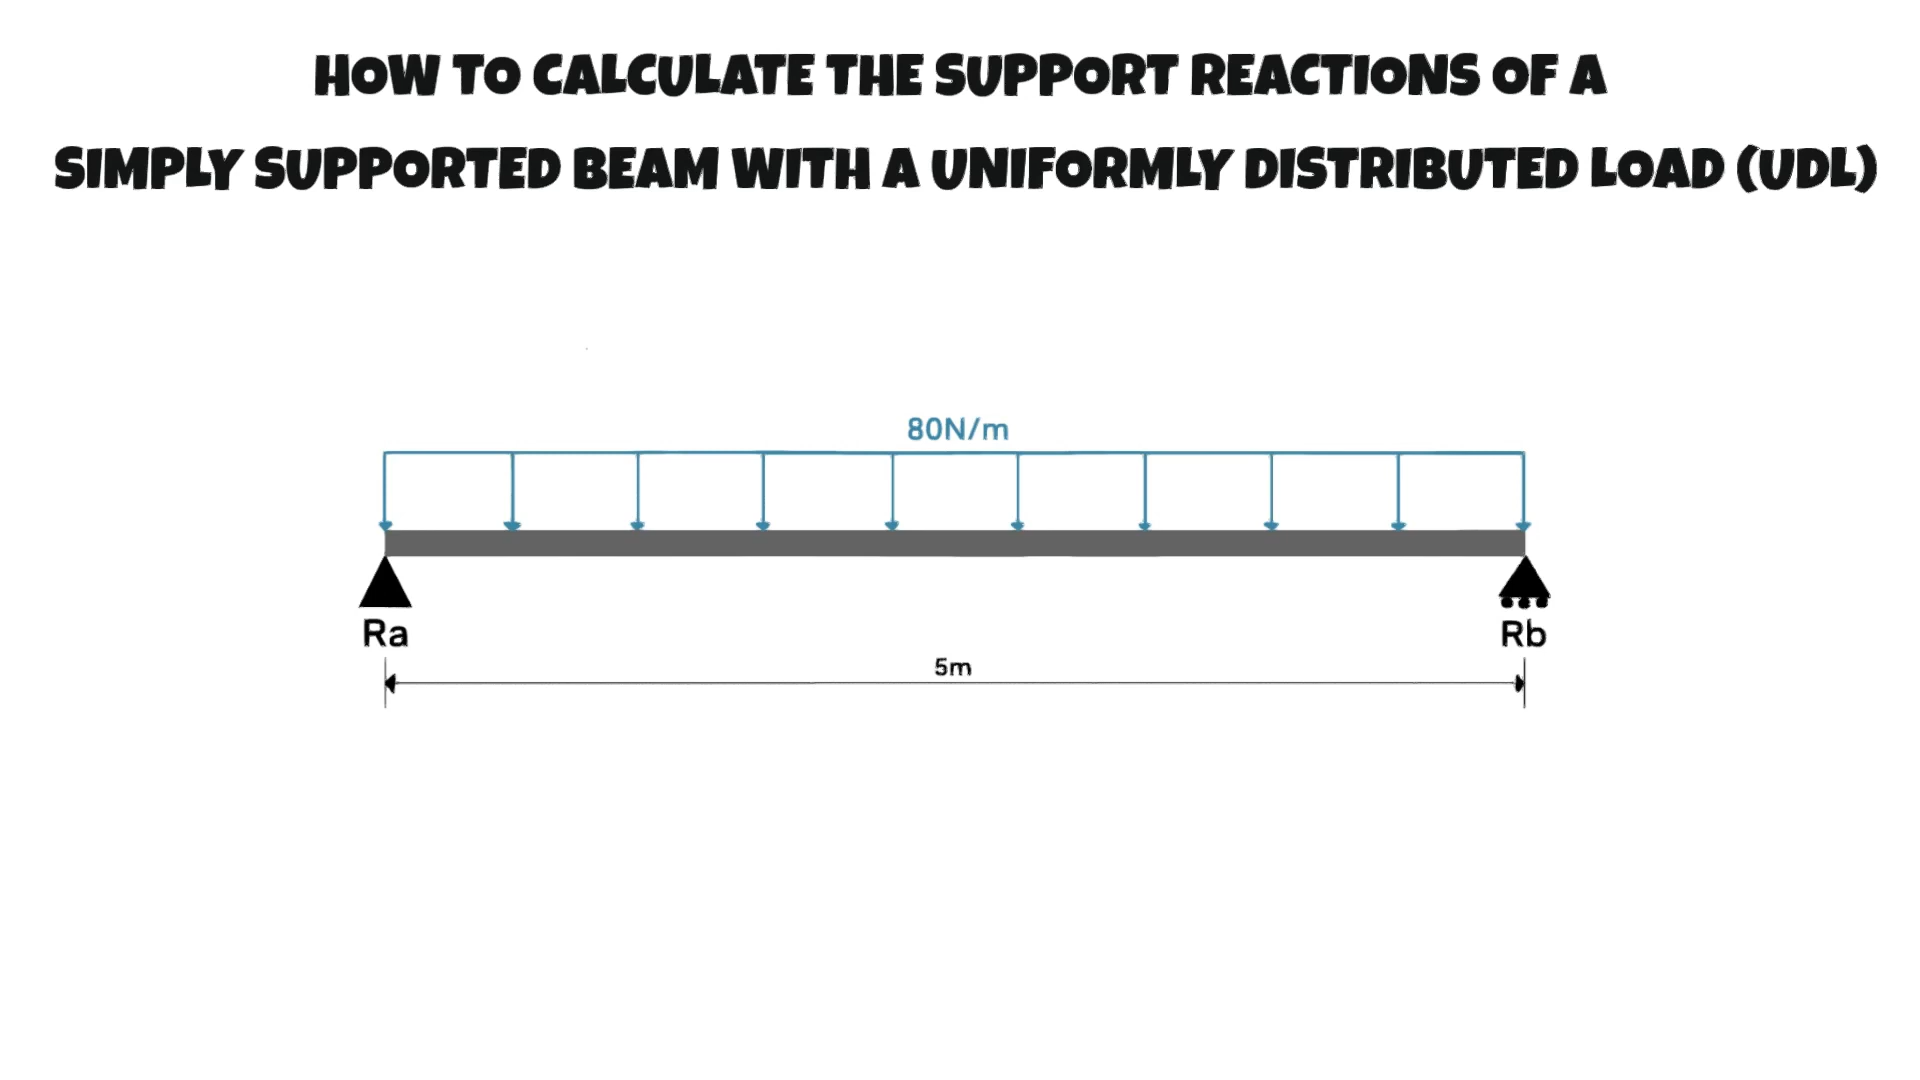 HOW TO CALCULATE THE SUPPORT REACTIONS OF A
SIMPLY SUPPORTED BEAM WITH A UNIFORMLY DISTRIBUTED LOAD (UDL)
80N/m
Ra
Rb
5m